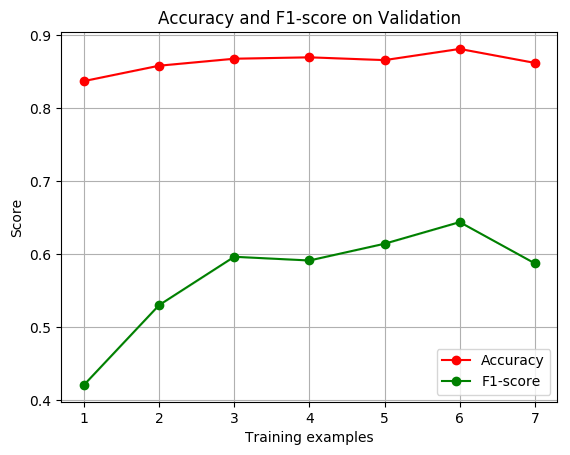 Accuracy and F1-score on Validation
0.9
0.8
0.7
0.6
0.5
0.4
Score
1 2 3 4 5 6 7
Training examples
Accuracy
F1-score